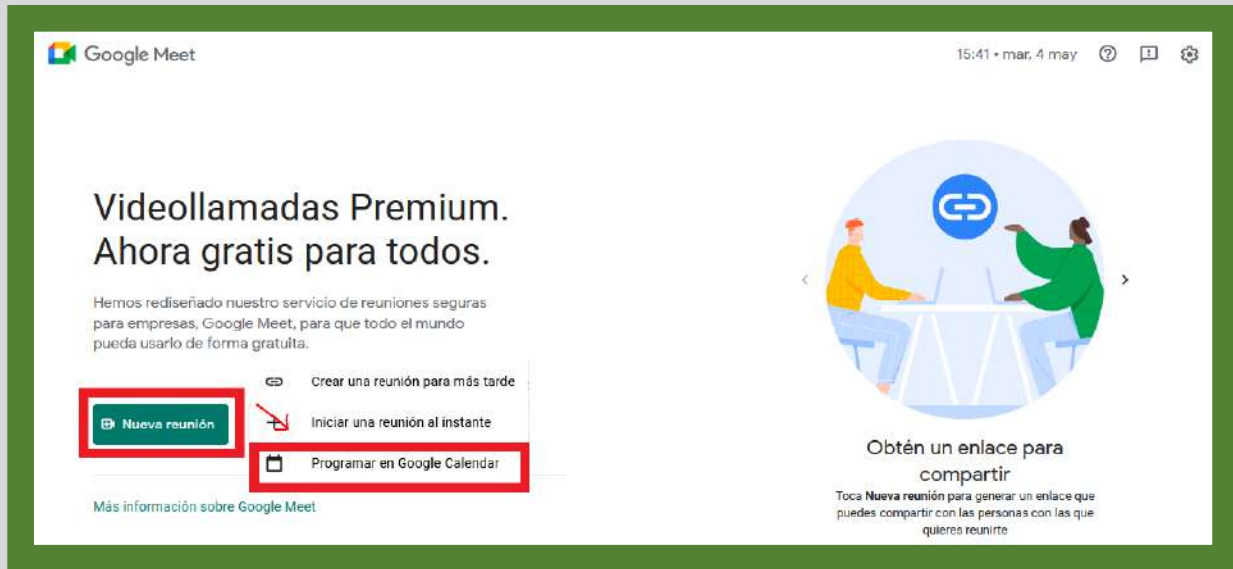 Google Meet
15:41 • mar, 4 may
Videollamadas Premium.
Ahora gratis para todos.
Hemos rediseñado nuestro servicio de reuniones seguras
para empresas, Google Meet, para que todo el mundo
pueda usarlo de forma gratuita.
Crear una reunión para más tarde
Nueva reunión
Iniciar una reunión al instante
Programar en Google Calendar
Más información sobre Google Meet
Obtén un enlace para
compartir
Toca Nueva reunión para generar un enlace que
puedes compartir con las personas con las que
quieres reunirte